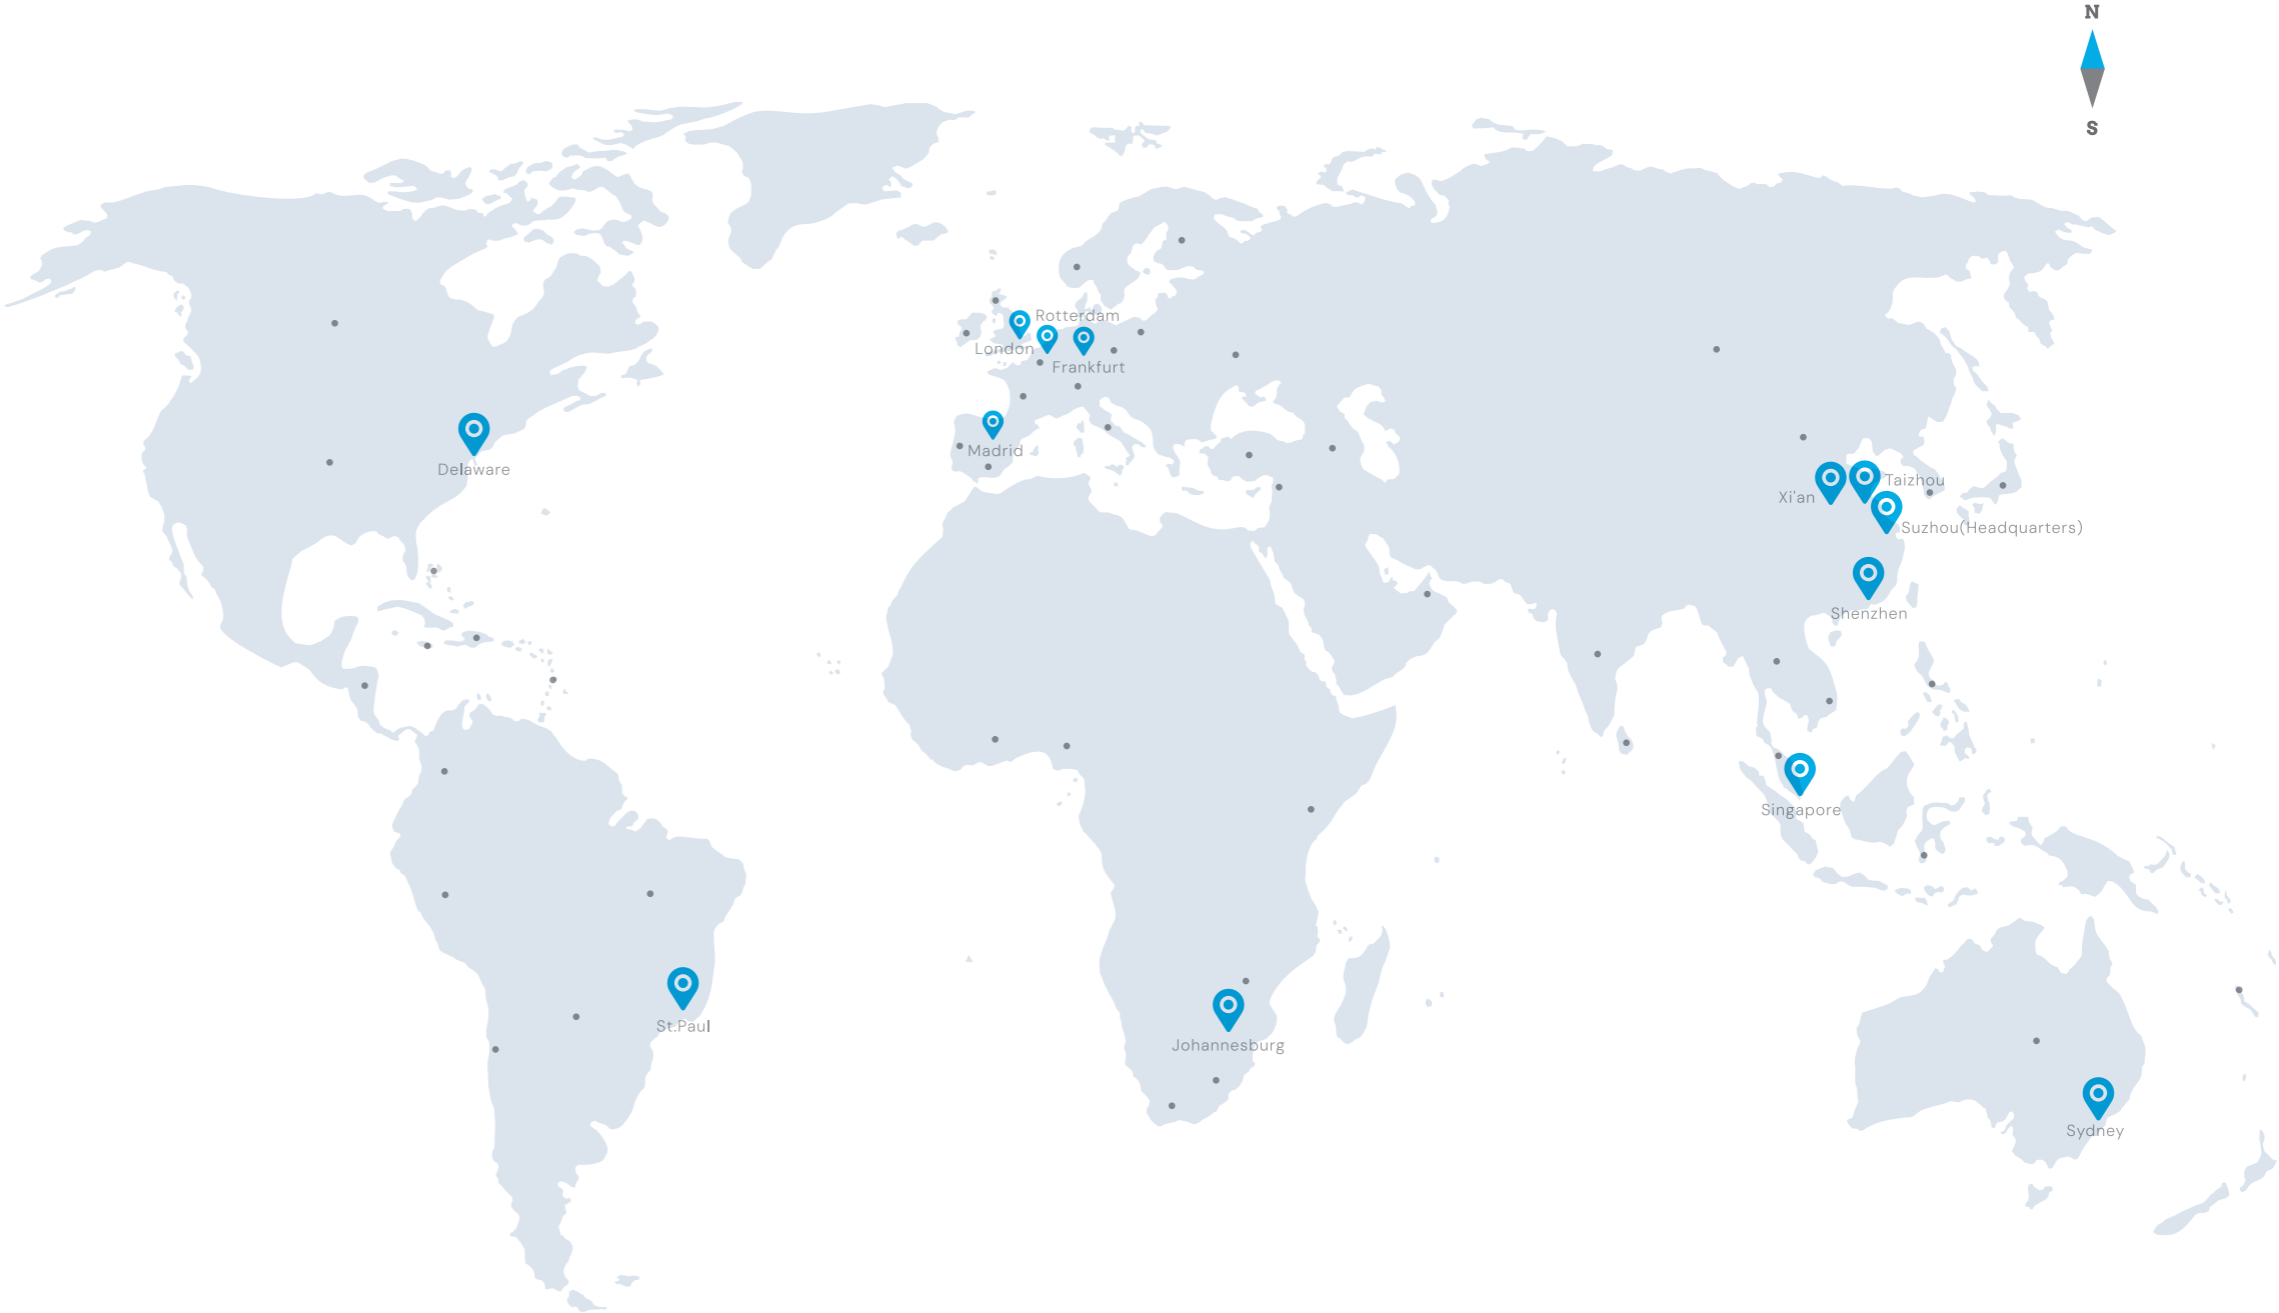 N
S
Rotterdam
London
Frankfurt
Madrid
Delaware
Taizhou
Xi'an
Suzhou(Headquarters)
Shenzhen
Singapore
St.Paul
Johannesburg
Sydney